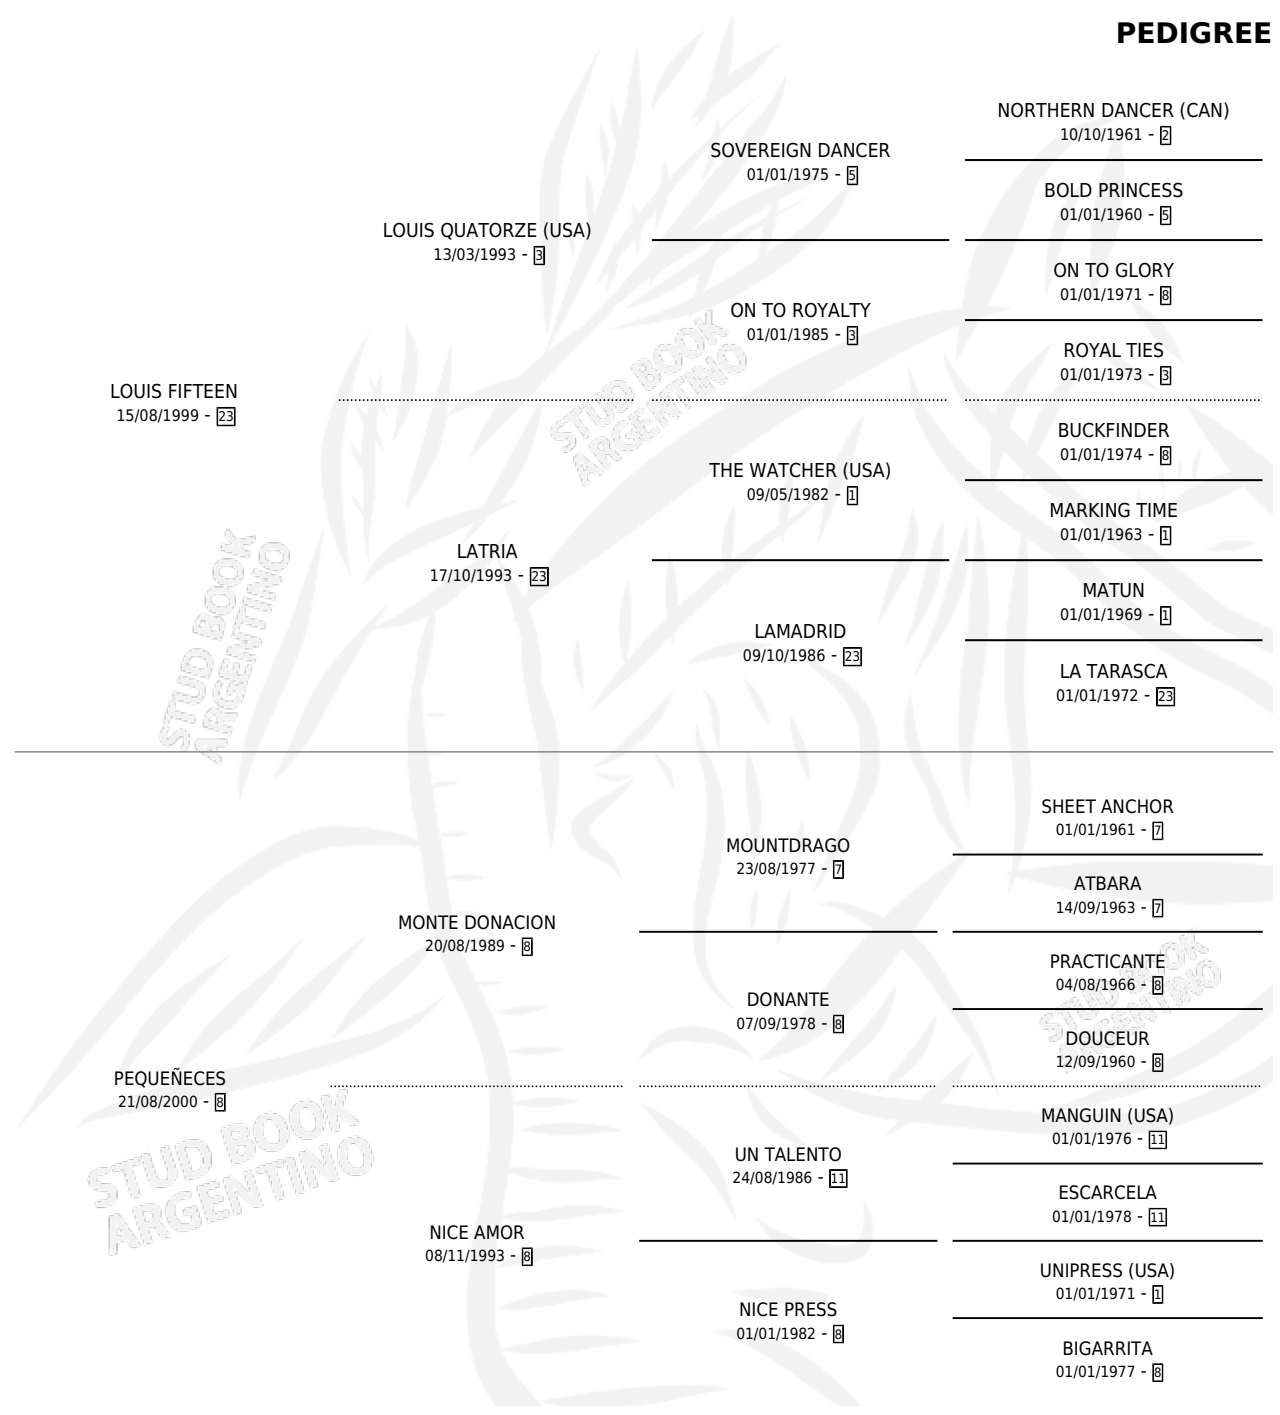 PEDIGREE
NORTHERN DANCER (CAN)
10/10/1961 - 2
SOVEREIGN DANCER
01/01/1975 - 5
BOLD PRINCESS
01/01/1960 - 5
LOUIS QUATORZE (USA)
13/03/1993 - 3
ON TO GLORY
01/01/1971 - 8
ON TO ROYALTY
01/01/1985 - 3
ROYAL TIES
01/01/1973 - 3
LOUIS FIFTEEN
15/08/1999 - 23
BUCKFINDER
01/01/1974 - 8
THE WATCHER (USA)
09/05/1982 - 1
MARKING TIME
01/01/1963 - 1
LATRIA
17/10/1993 - 23
MATUN
01/01/1969 - 1
LAMADRID
09/10/1986 - 23
LA TARASCA
01/01/1972 - 23
SHEET ANCHOR
01/01/1961 - 7
MOUNTDRAGO
23/08/1977 - 7
ATBARA
14/09/1963 - 7
MONTE DONACION
20/08/1989 - 8
PRACTICANTE
04/08/1966 - 8
DONANTE
07/09/1978 - 8
DOUCEUR
12/09/1960 - 8
PEQUEÑECES
21/08/2000 - 8
MANGUIN (USA)
01/01/1976 - 11
UN TALENTO
24/08/1986 - 11
ESCARCELA
01/01/1978 - 11
NICE AMOR
08/11/1993 - 8
UNIPRESS (USA)
01/01/1971 - 1
NICE PRESS
01/01/1982 - 8
BIGARRITA
01/01/1977 - 8
STUD BOOK
ARGENTINO
STUD BOOK
ARGENTINO
STUD BOOK
ARGENTINO
STUD BOOK
ARGENTINO